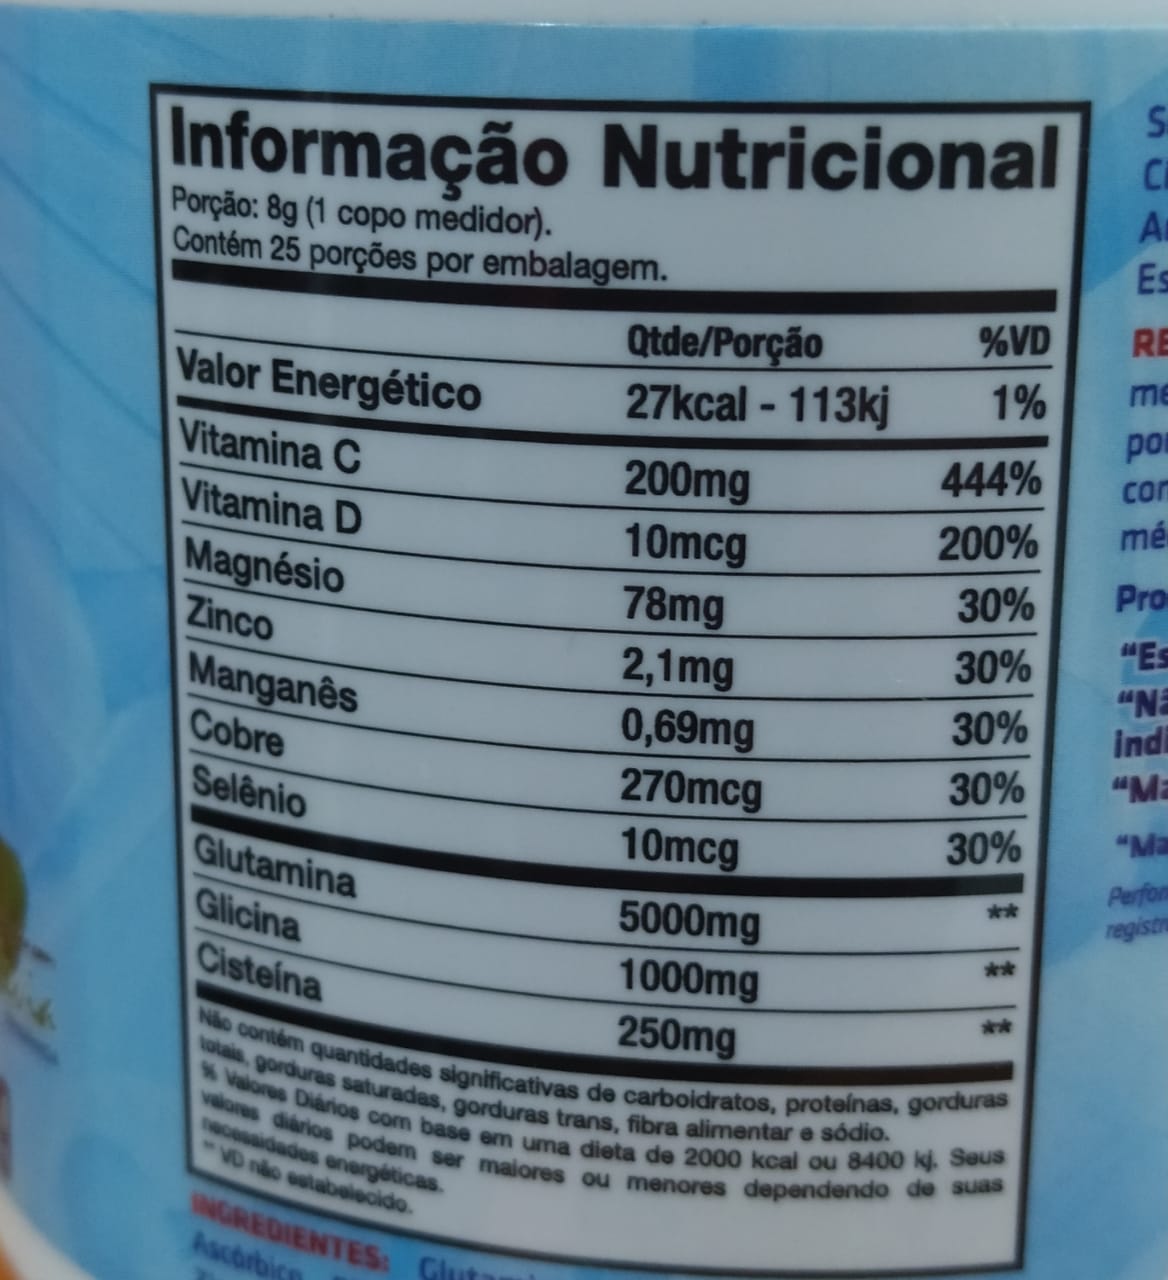 Informação Nutricional
Porção: 8g (1 copo medidor).
Contém 25 porções por embalagem.
Qtde/Porção %VD
Valor Energético 27kcal - 113kj 1%
Vitamina C 200mg 444%
Vitamina D 10mcg 200%
Magnésio 78mg 30%
Zinco 2,1mg 30%
Manganês 0,69mg 30%
Cobre 270mcg 30%
Selênio 10mcg 30%
Glutamina 5000mg **
Glicina 1000mg **
Cisteína 250mg **
Não contém quantidades significativas de carboidratos, proteínas, gorduras
totais, gorduras saturadas, gorduras trans, fibra alimentar e sódio.
% Valores Diários com base em uma dieta de 2000 kcal ou 8400 kj. Seus
valores diários podem ser maiores ou menores dependendo de suas
necessidades energéticas.
** VD não estabelecido.
INGREDIENTES: